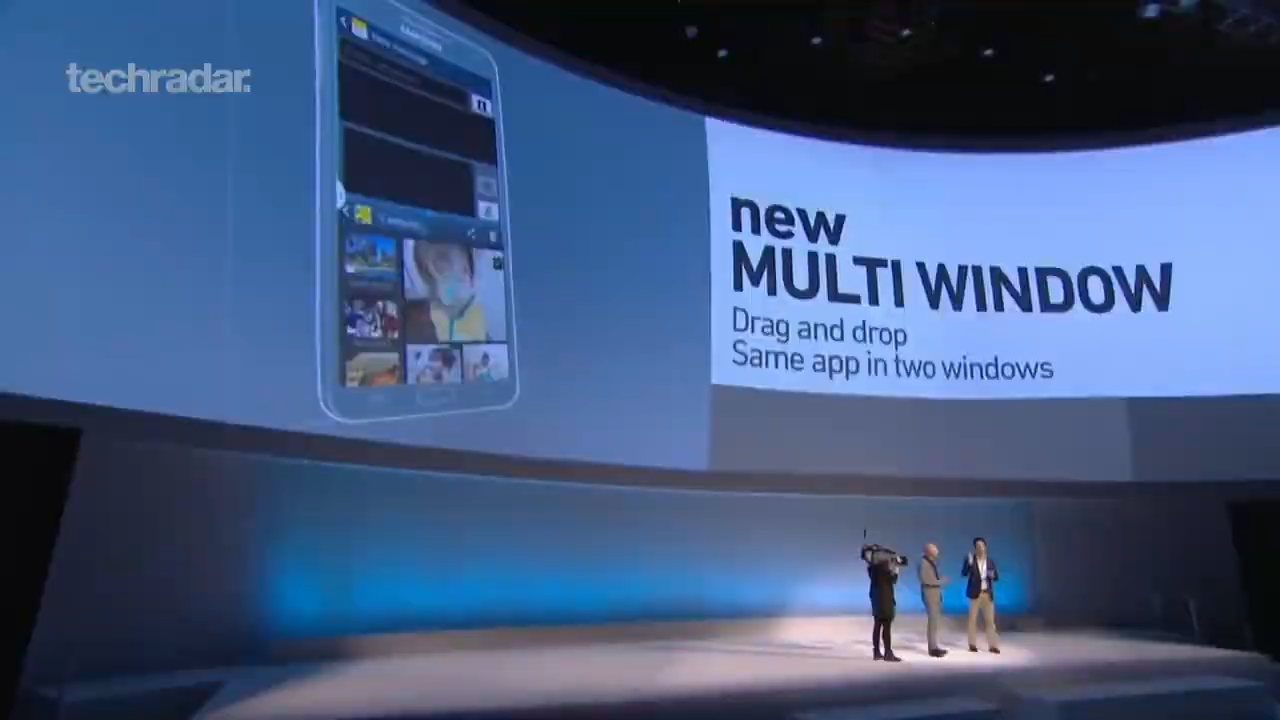 techradar.
new
MULTI WINDOW
Drag and drop
Same app in two windows